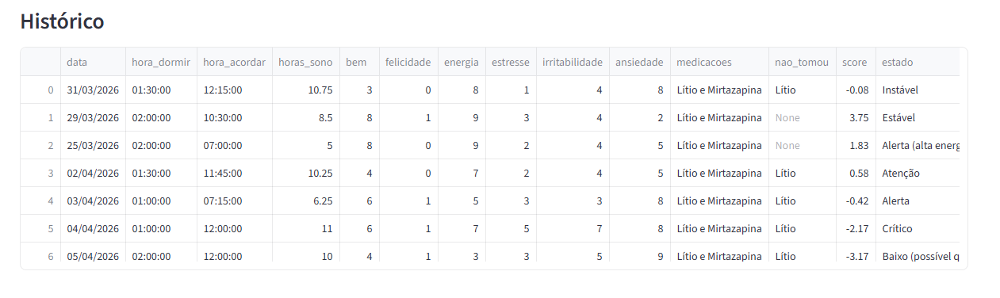 Histórico
data hora_dormir hora_acordar horas_sono bem felicidade energia estresse irritabilidade ansiedade medicacoes nao_tomou score estado
0 31/03/2026 01:30:00 12:15:00 10.75 3 0 8 1 4 8 Lítio e Mirtazapina Lítio -0.08 Instável
1 29/03/2026 02:00:00 10:30:00 8.5 8 1 9 3 4 2 Lítio e Mirtazapina None 3.75 Estável
2 25/03/2026 02:00:00 07:00:00 5 8 0 9 2 4 5 Lítio e Mirtazapina None 1.83 Alerta (alta energ
3 02/04/2026 01:30:00 11:45:00 10.25 4 0 7 2 4 5 Lítio e Mirtazapina Lítio 0.58 Atenção
4 03/04/2026 01:00:00 07:15:00 6.25 6 1 5 3 3 8 Lítio e Mirtazapina Lítio -0.42 Alerta
5 04/04/2026 01:00:00 12:00:00 11 6 1 7 5 7 8 Lítio e Mirtazapina Lítio -2.17 Crítico
6 05/04/2026 02:00:00 12:00:00 10 4 1 3 3 5 9 Lítio e Mirtazapina Lítio -3.17 Baixo (possível q